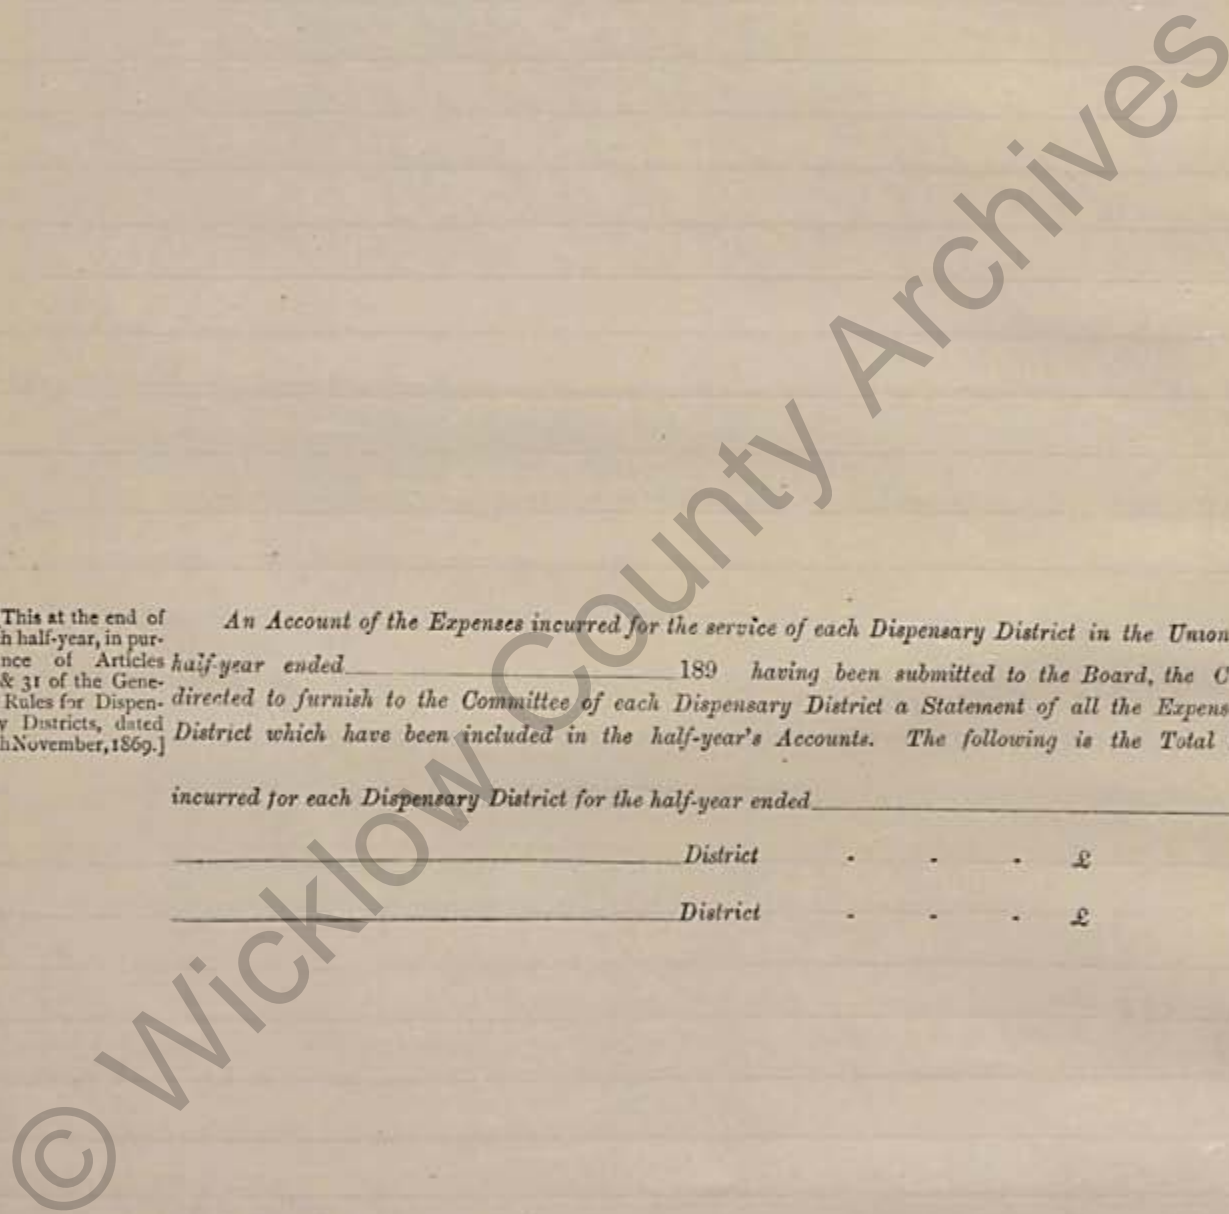 This at the end of
h half-year, in pur-
nce of Articles
& 31 of the Gene-
Rules for Dispen-
y Districts, dated
h November, 1869.]
An Account of the Expenses incurred for the service of each Dispensary District in the Union
half-year ended 189 having been submitted to the Board, the C
directed to furnish to the Committee of each Dispensary District a Statement of all the Expens
District which have been included in the half-year's Accounts. The following is the Total
incurred for each Dispensary District for the half-year ended
District - - - £
District - - - £
© Wicklow County Archives